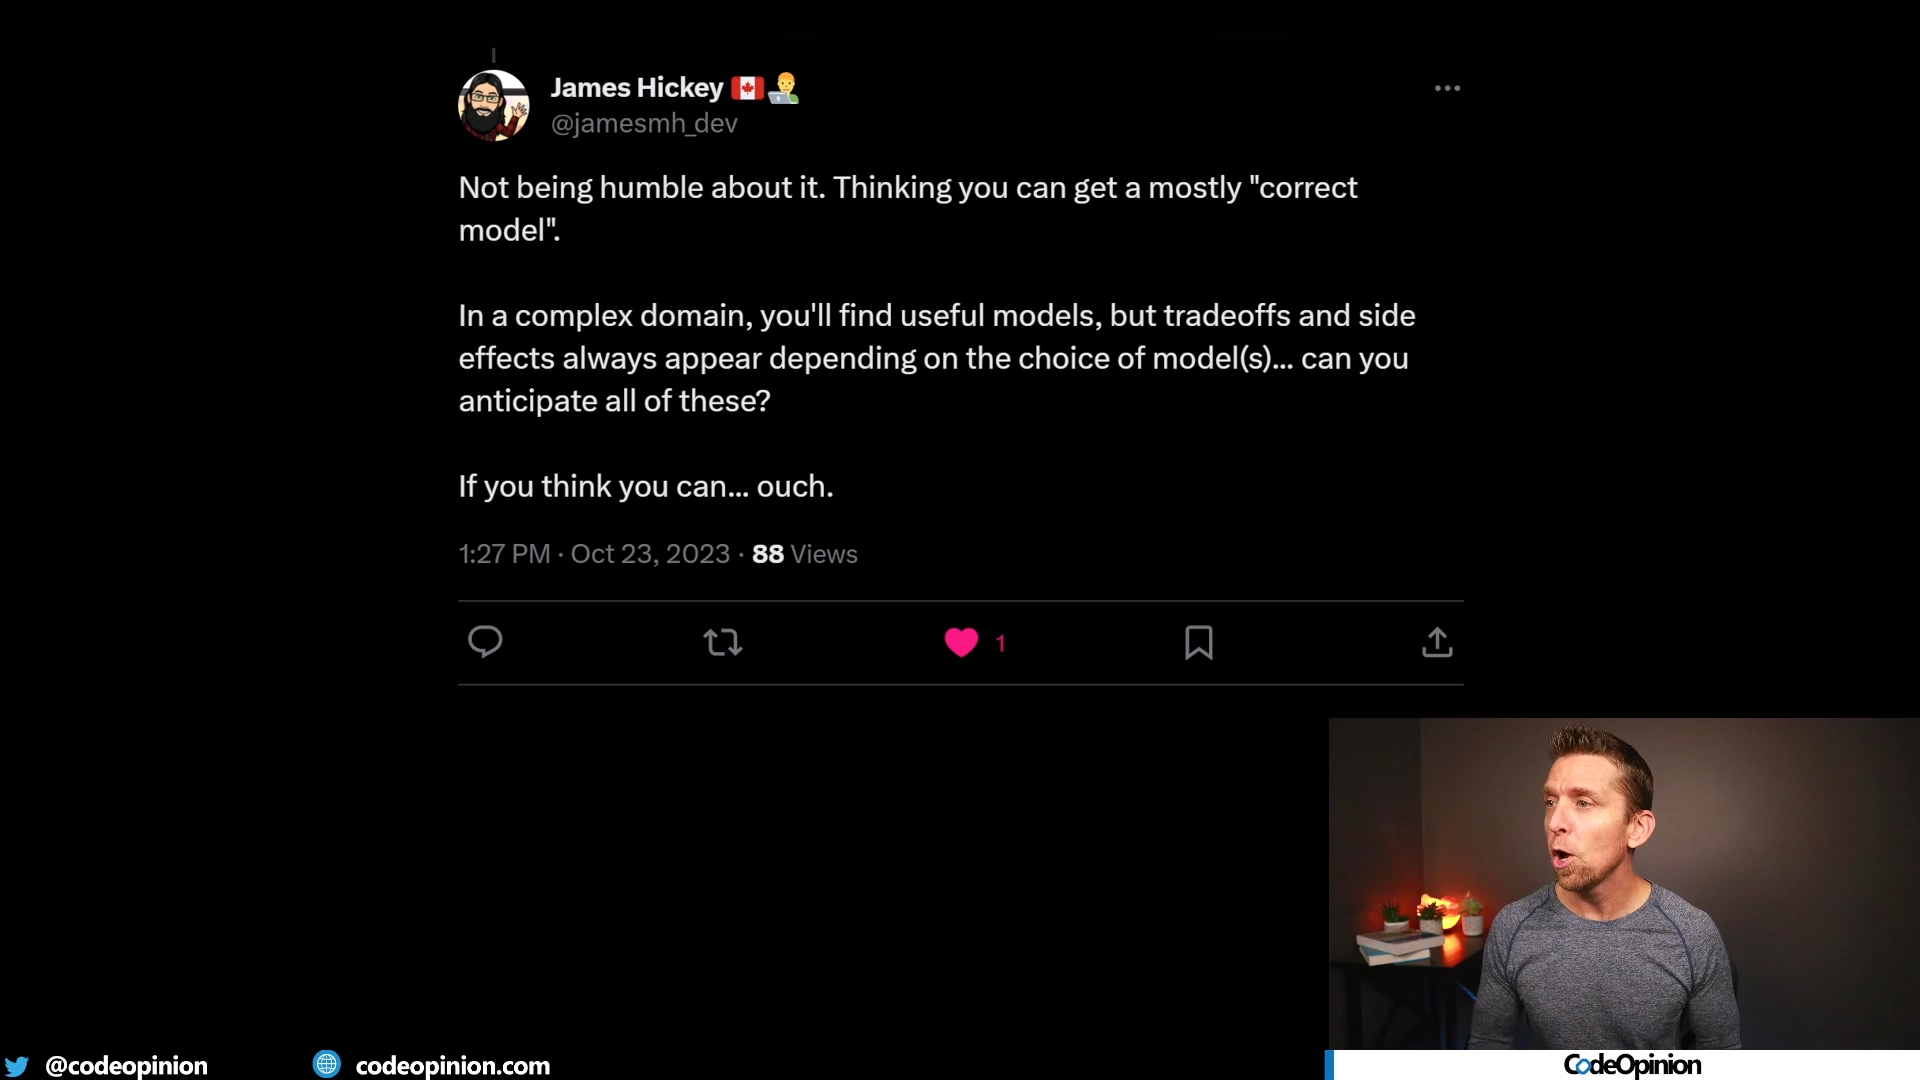 James Hickey
@jamesmh_dev
Not being humble about it. Thinking you can get a mostly "correct
model".
In a complex domain, you'll find useful models, but tradeoffs and side
effects always appear depending on the choice of model(s)... can you
anticipate all of these?
If you think you can... ouch.
1:27 PM · Oct 23, 2023 · 88 Views
1
@codeopinion
codeopinion.com
CodeOpinion